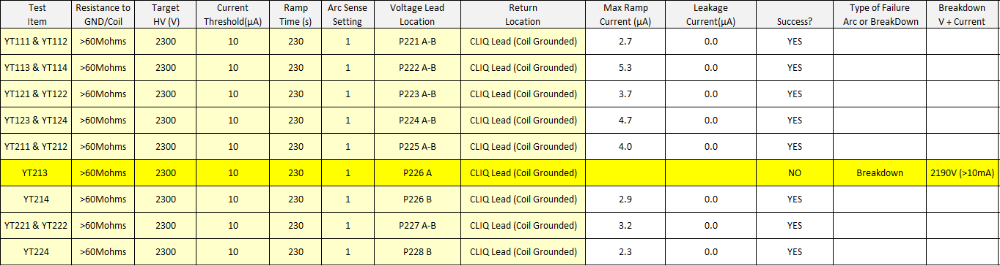 Test Item | Resistance to GND/Coil | Target HV (V) | Current Threshold(µA) | Ramp Time (s) | Arc Sense Setting | Voltage Lead Location | Return Location | Max Ramp Current (µA) | Leakage Current(µA) | Success? | Type of Failure Arc or BreakDown | Breakdown V + Current
YT111 & YT112 | >60Mohms | 2300 | 10 | 230 | 1 | P221 A-B | CLIQ Lead (Coil Grounded) | 2.7 | 0.0 | YES
YT113 & YT114 | >60Mohms | 2300 | 10 | 230 | 1 | P222 A-B | CLIQ Lead (Coil Grounded) | 5.3 | 0.0 | YES
YT121 & YT122 | >60Mohms | 2300 | 10 | 230 | 1 | P223 A-B | CLIQ Lead (Coil Grounded) | 3.7 | 0.0 | YES
YT123 & YT124 | >60Mohms | 2300 | 10 | 230 | 1 | P224 A-B | CLIQ Lead (Coil Grounded) | 4.7 | 0.0 | YES
YT211 & YT212 | >60Mohms | 2300 | 10 | 230 | 1 | P225 A-B | CLIQ Lead (Coil Grounded) | 4.0 | 0.0 | YES
YT213 | >60Mohms | 2300 | 10 | 230 | 1 | P226 A | CLIQ Lead (Coil Grounded) | NO | Breakdown | 2190V (>10mA)
YT214 | >60Mohms | 2300 | 10 | 230 | 1 | P226 B | CLIQ Lead (Coil Grounded) | 2.9 | 0.0 | YES
YT221 & YT222 | >60Mohms | 2300 | 10 | 230 | 1 | P227 A-B | CLIQ Lead (Coil Grounded) | 3.2 | 0.0 | YES
YT224 | >60Mohms | 2300 | 10 | 230 | 1 | P228 B | CLIQ Lead (Coil Grounded) | 2.3 | 0.0 | YES